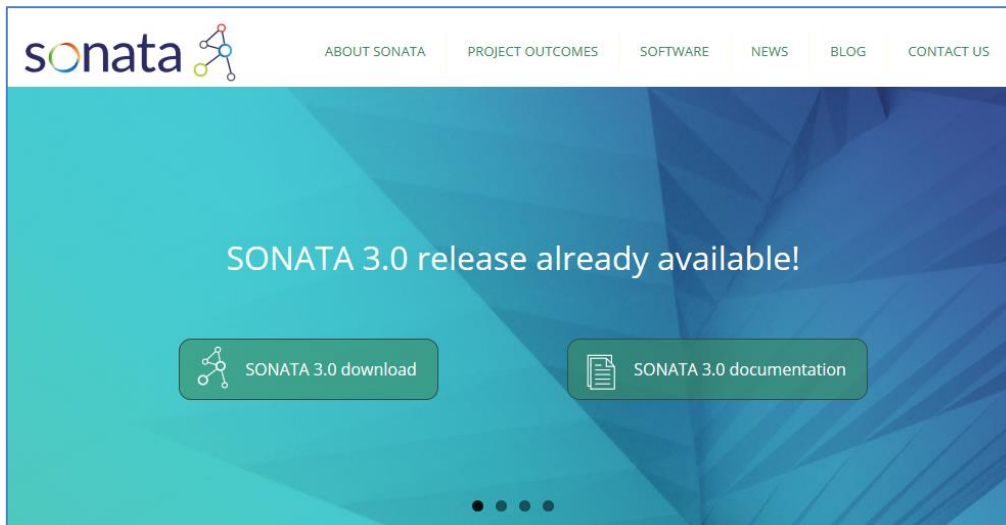 sonata
ABOUT SONATA PROJECT OUTCOMES SOFTWARE NEWS BLOG CONTACT US
SONATA 3.0 release already available!
SONATA 3.0 download
SONATA 3.0 documentation